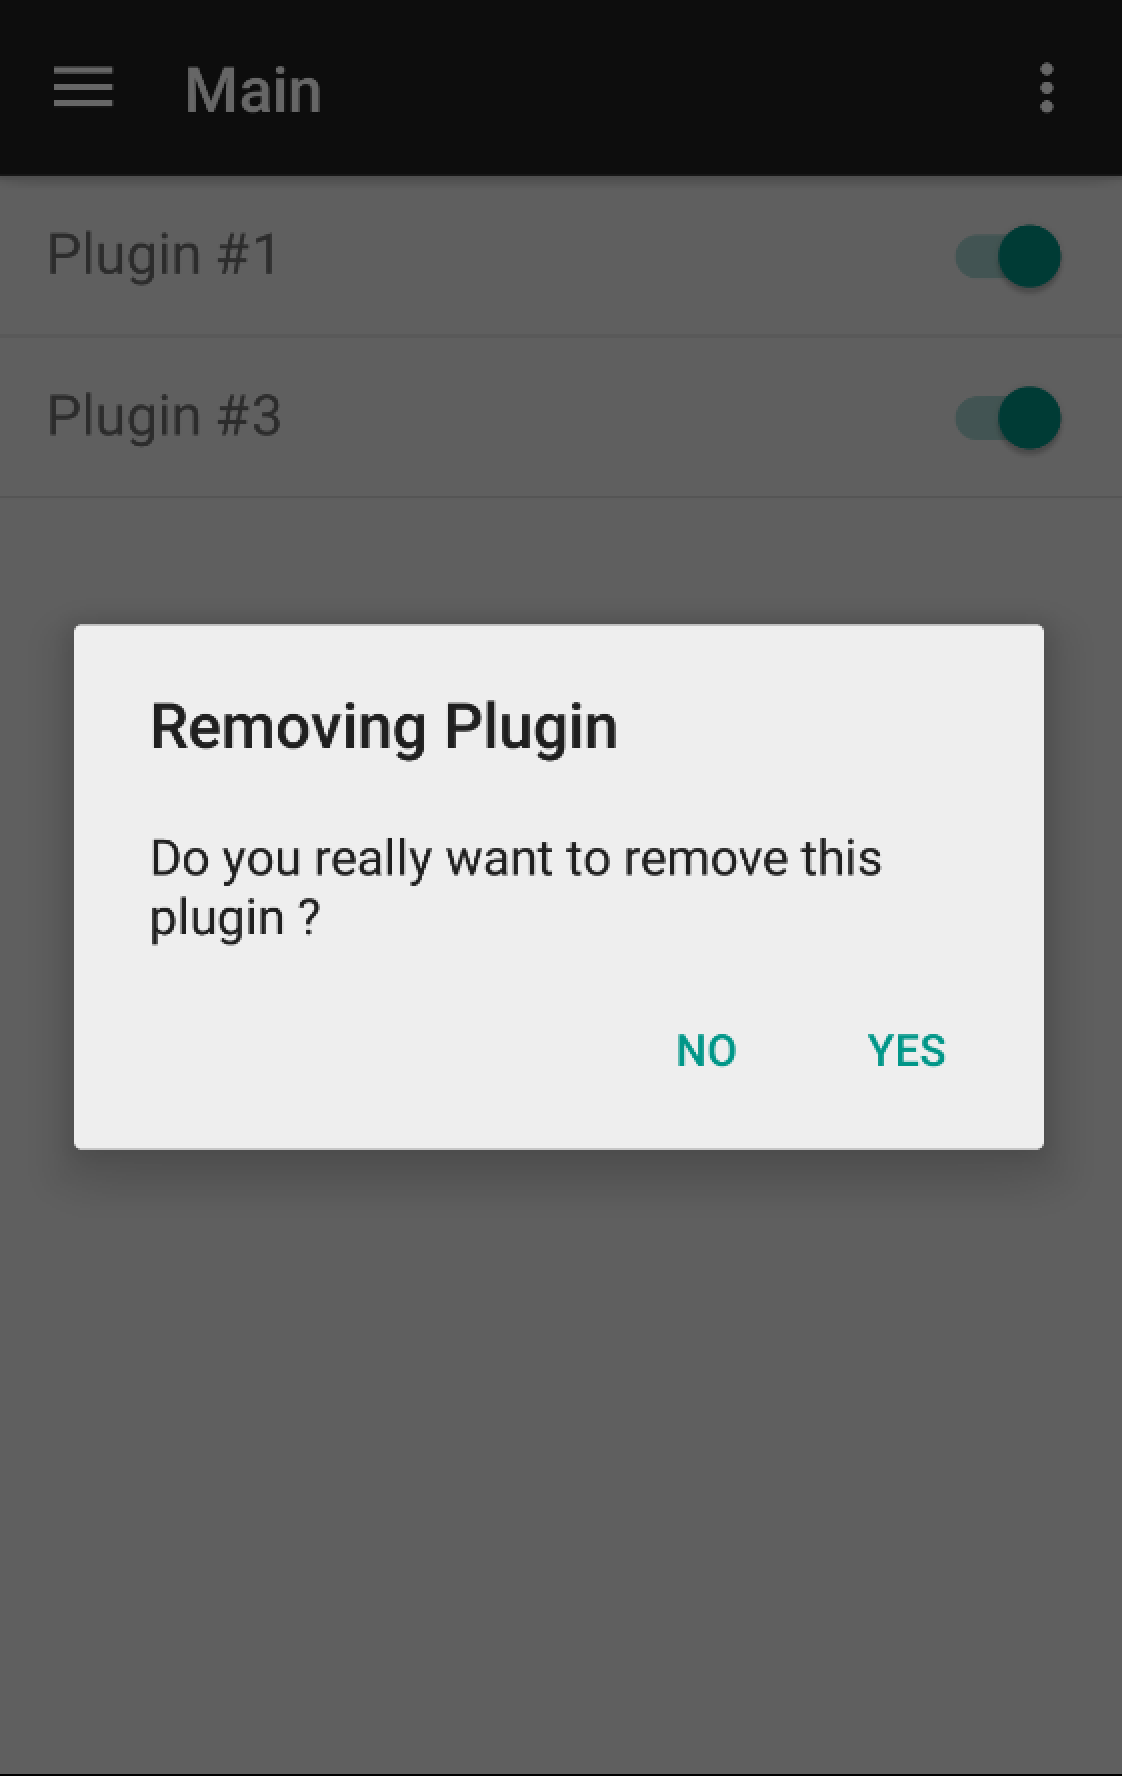 Main
Plugin #1
Plugin #3
Removing Plugin
Do you really want to remove this
plugin ?
NO YES